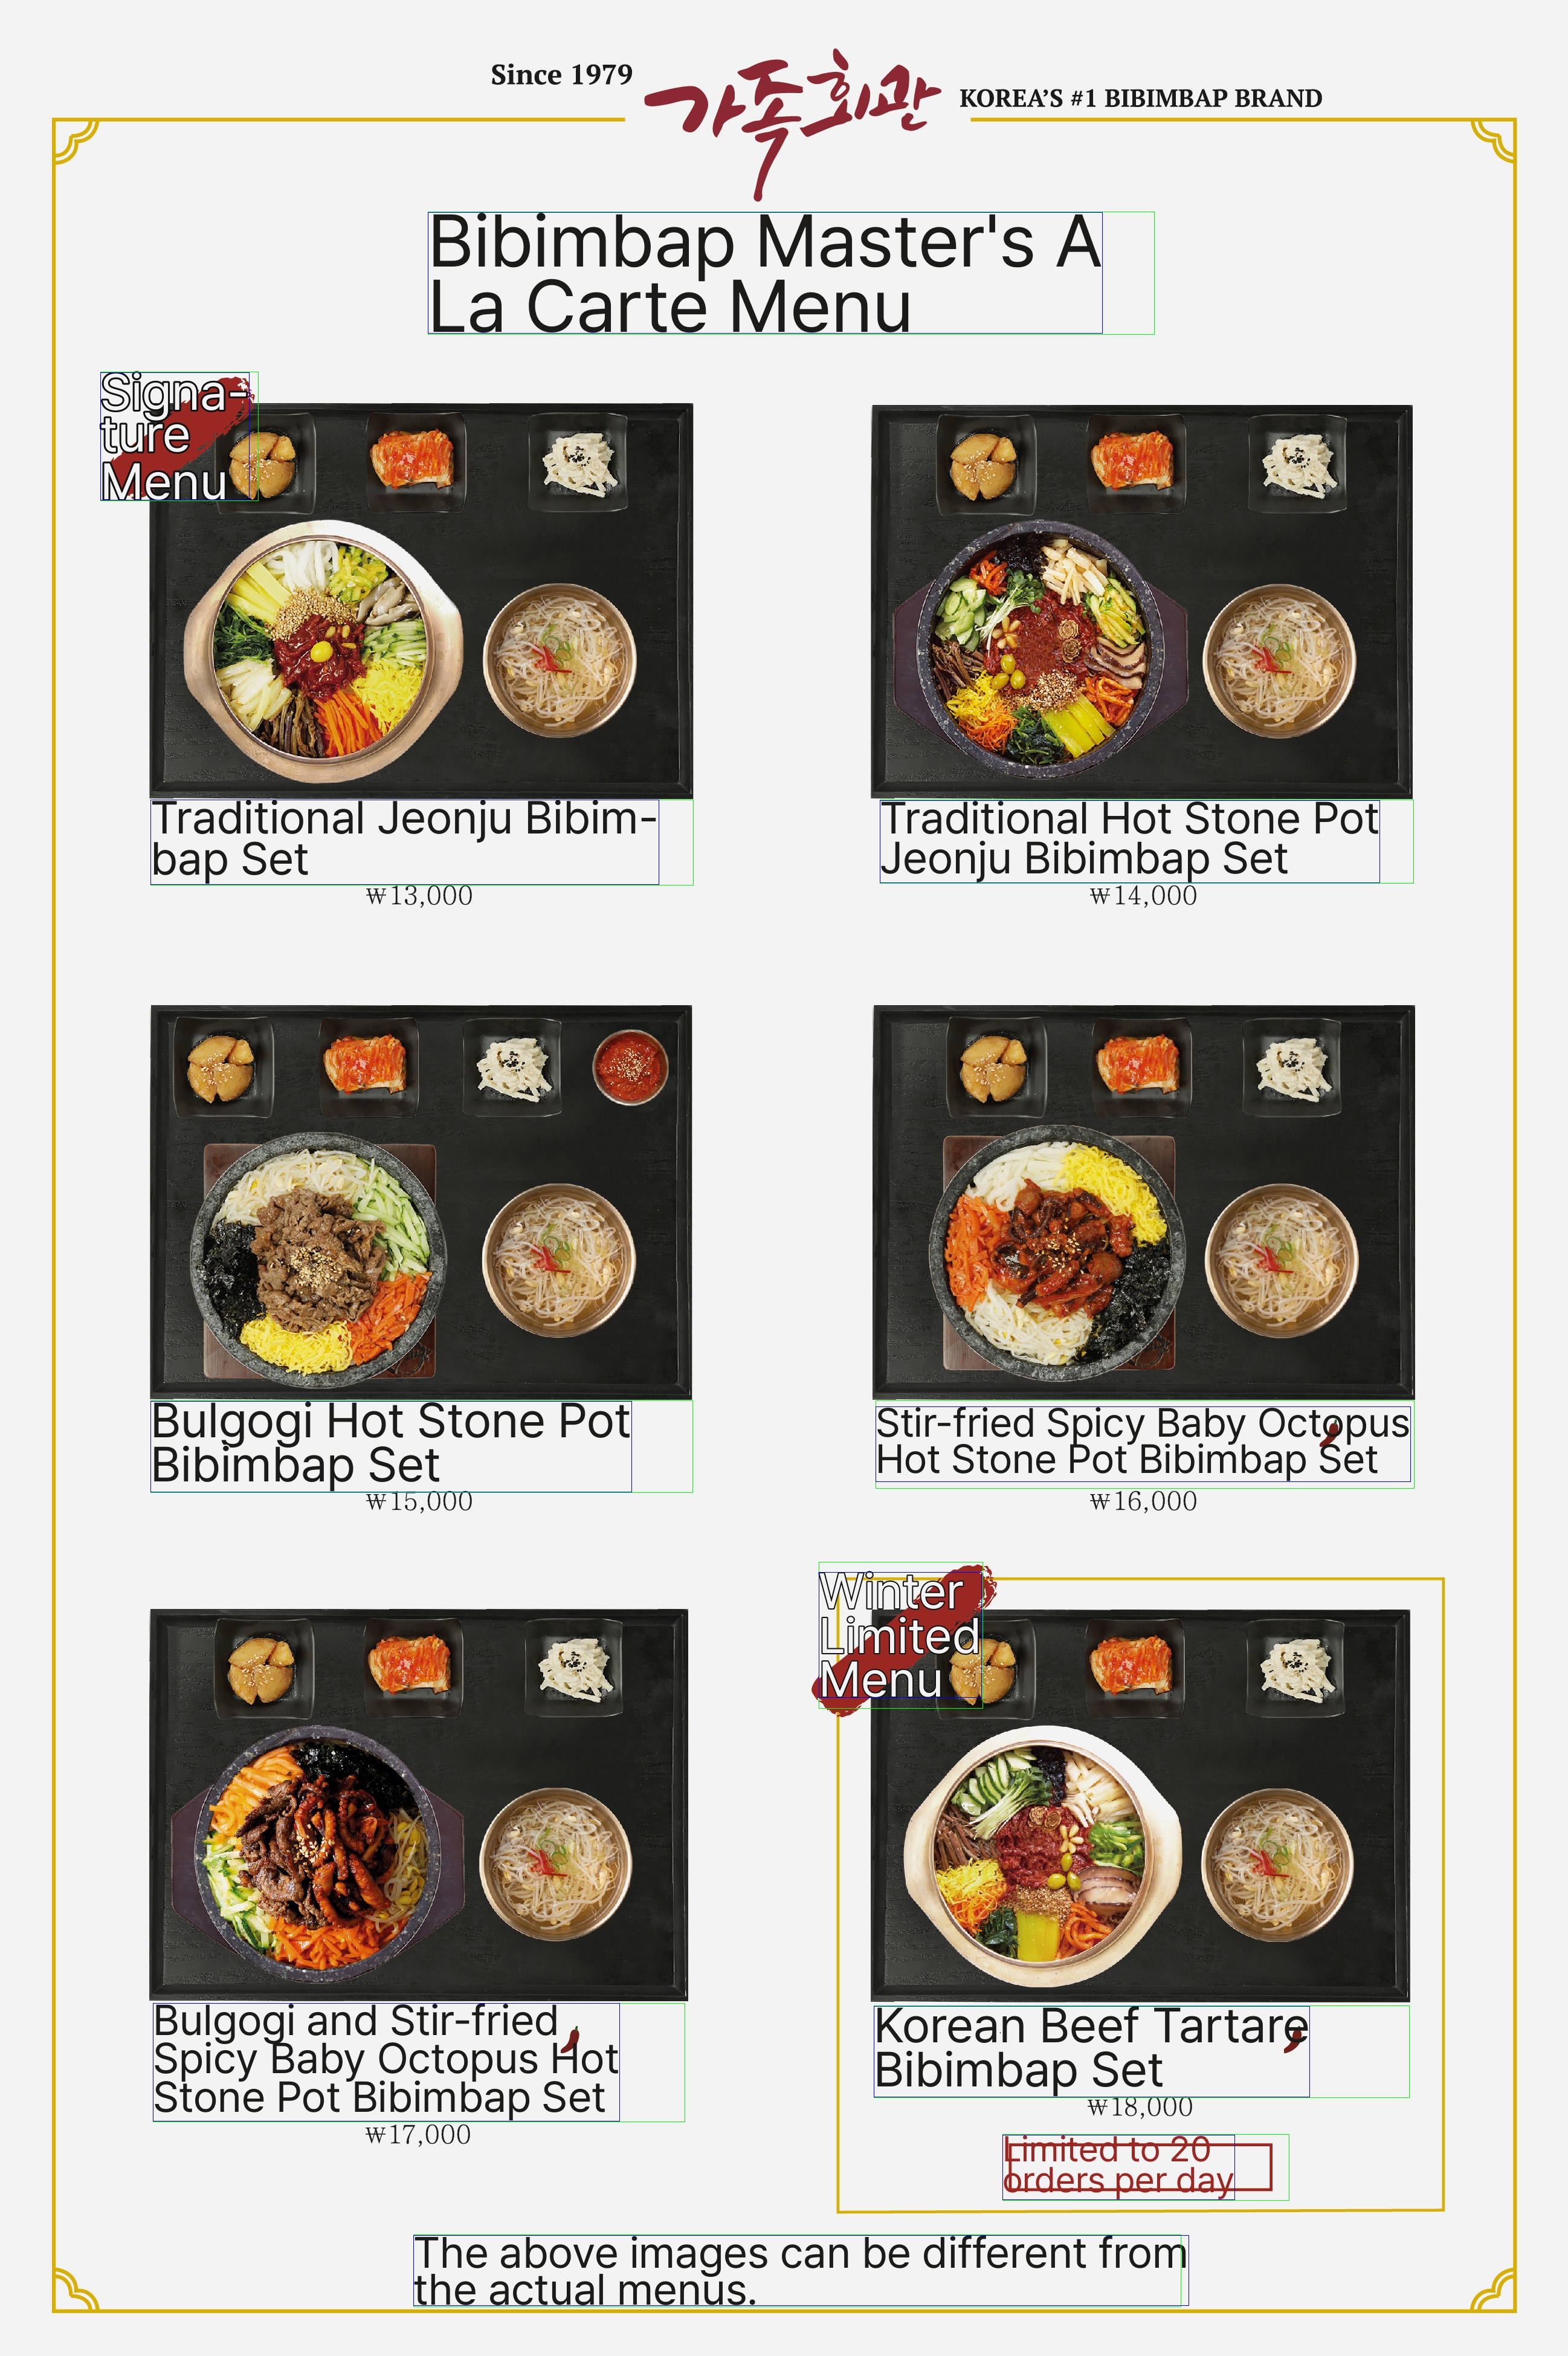 Since 1979
가족회관
KOREA'S #1 BIBIMBAP BRAND
Bibimbap Master's A
La Carte Menu
Signa-
ture
Menu
Traditional Jeonju Bibim-
bap Set
₩13,000
Traditional Hot Stone Pot
Jeonju Bibimbap Set
₩14,000
Bulgogi Hot Stone Pot
Bibimbap Set
₩15,000
Stir-fried Spicy Baby Octopus
Hot Stone Pot Bibimbap Set
₩16,000
Bulgogi and Stir-fried
Spicy Baby Octopus Hot
Stone Pot Bibimbap Set
₩17,000
Winter
Limited
Menu
Korean Beef Tartare
Bibimbap Set
₩18,000
Limited to 20
orders per day
The above images can be different from
the actual menus.